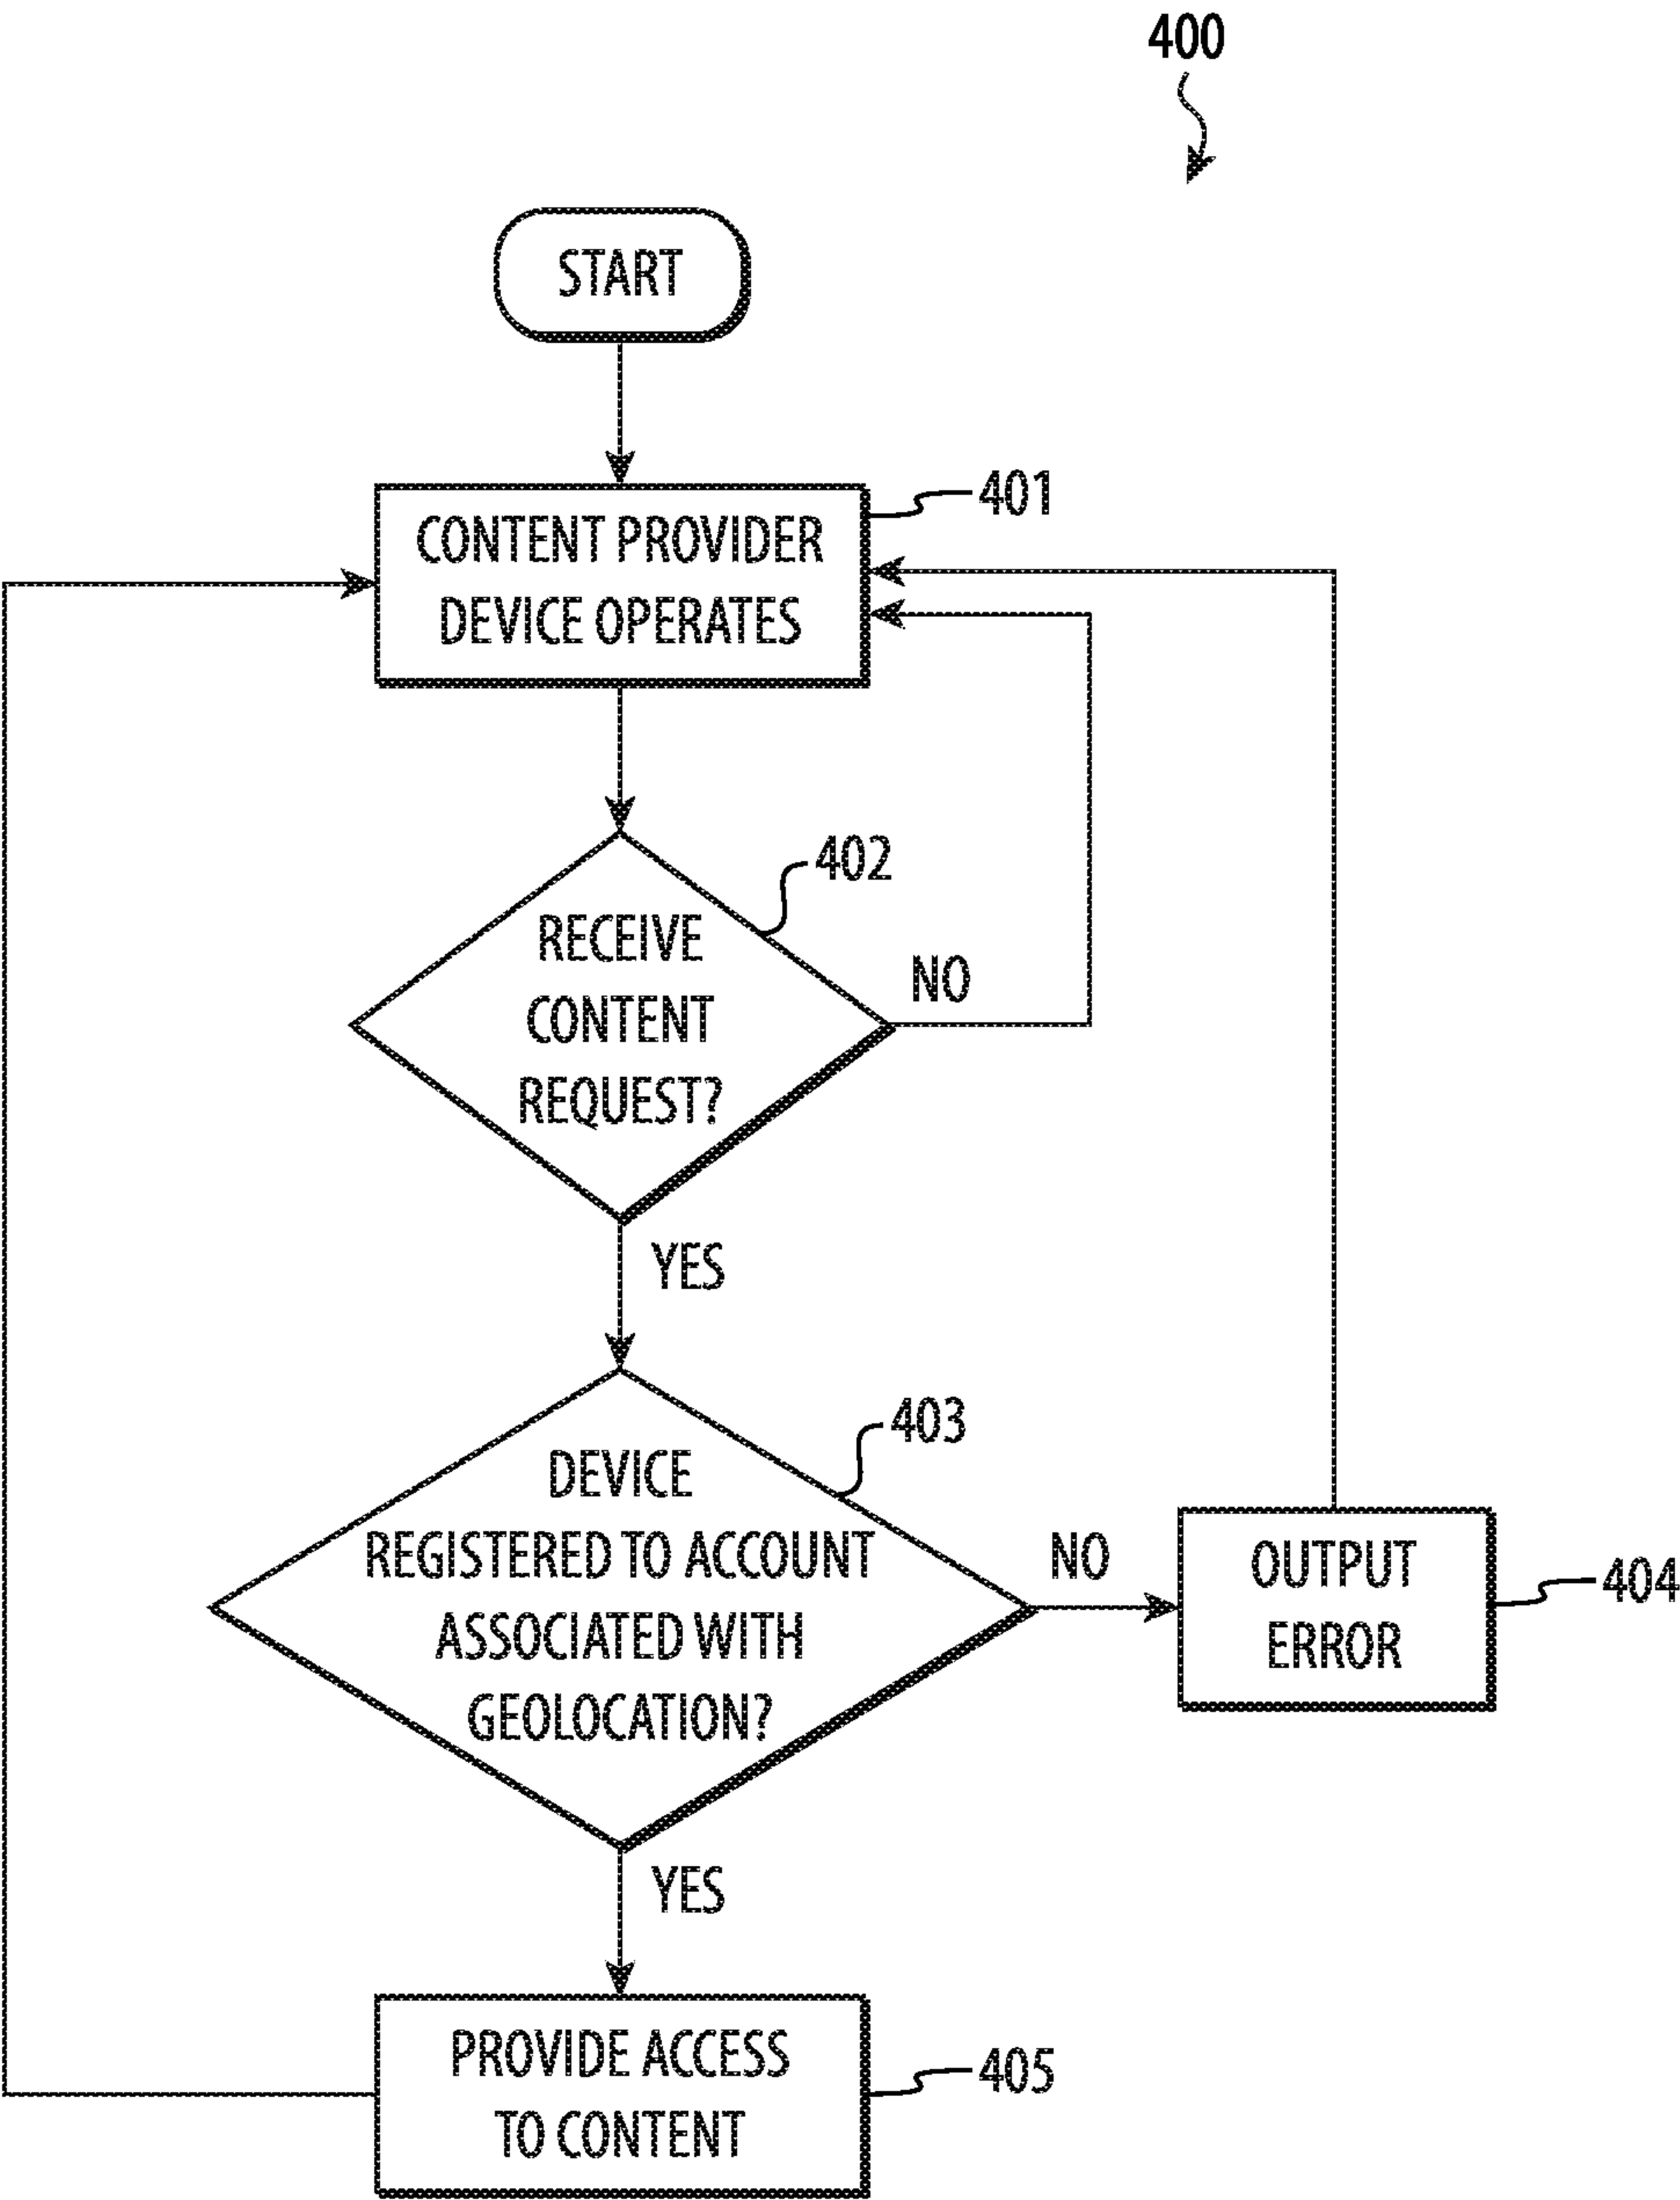 400
START
401
CONTENT PROVIDER
DEVICE OPERATES
402
RECEIVE
CONTENT
REQUEST?
NO
YES
403
DEVICE
REGISTERED TO ACCOUNT
ASSOCIATED WITH
GEOLOCATION?
NO
OUTPUT
ERROR
404
YES
PROVIDE ACCESS
TO CONTENT
405